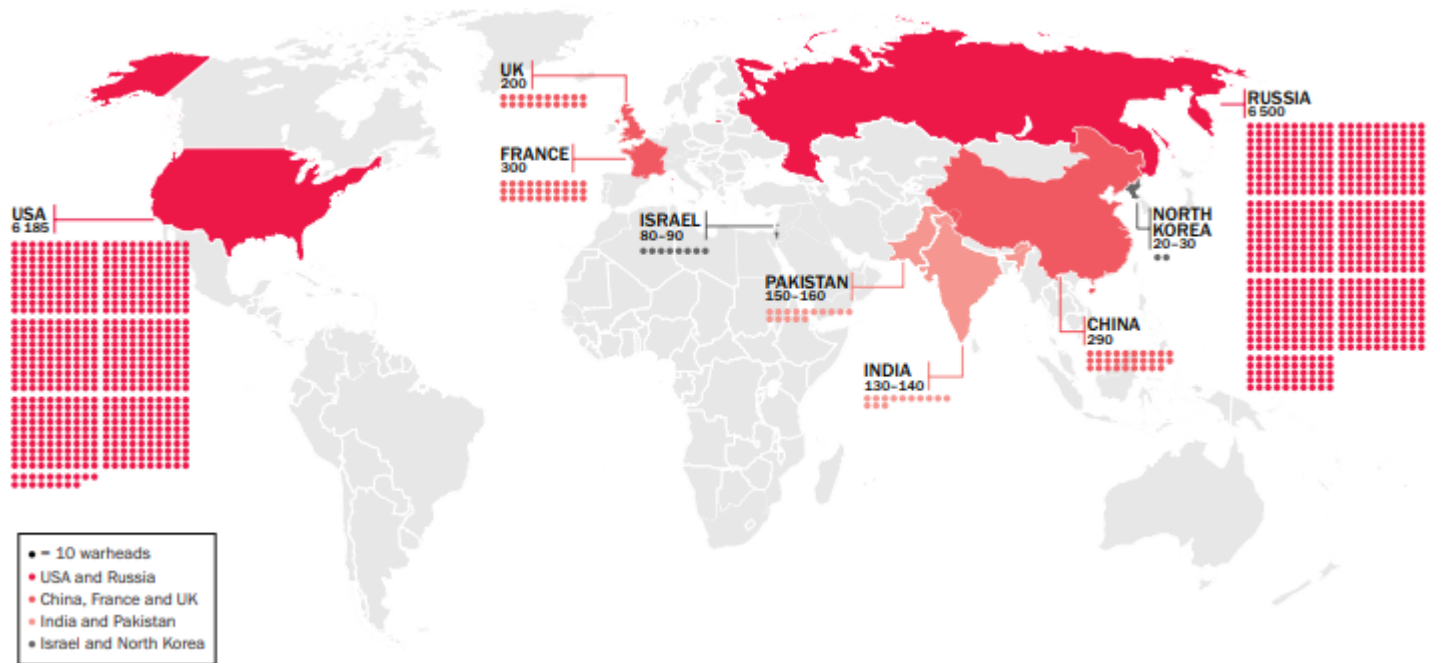 UK
200
RUSSIA
6 500
FRANCE
300
USA
6 185
ISRAEL
80–90
NORTH
KOREA
20–30
PAKISTAN
150–160
CHINA
290
INDIA
130–140
• = 10 warheads
• USA and Russia
• China, France and UK
• India and Pakistan
• Israel and North Korea